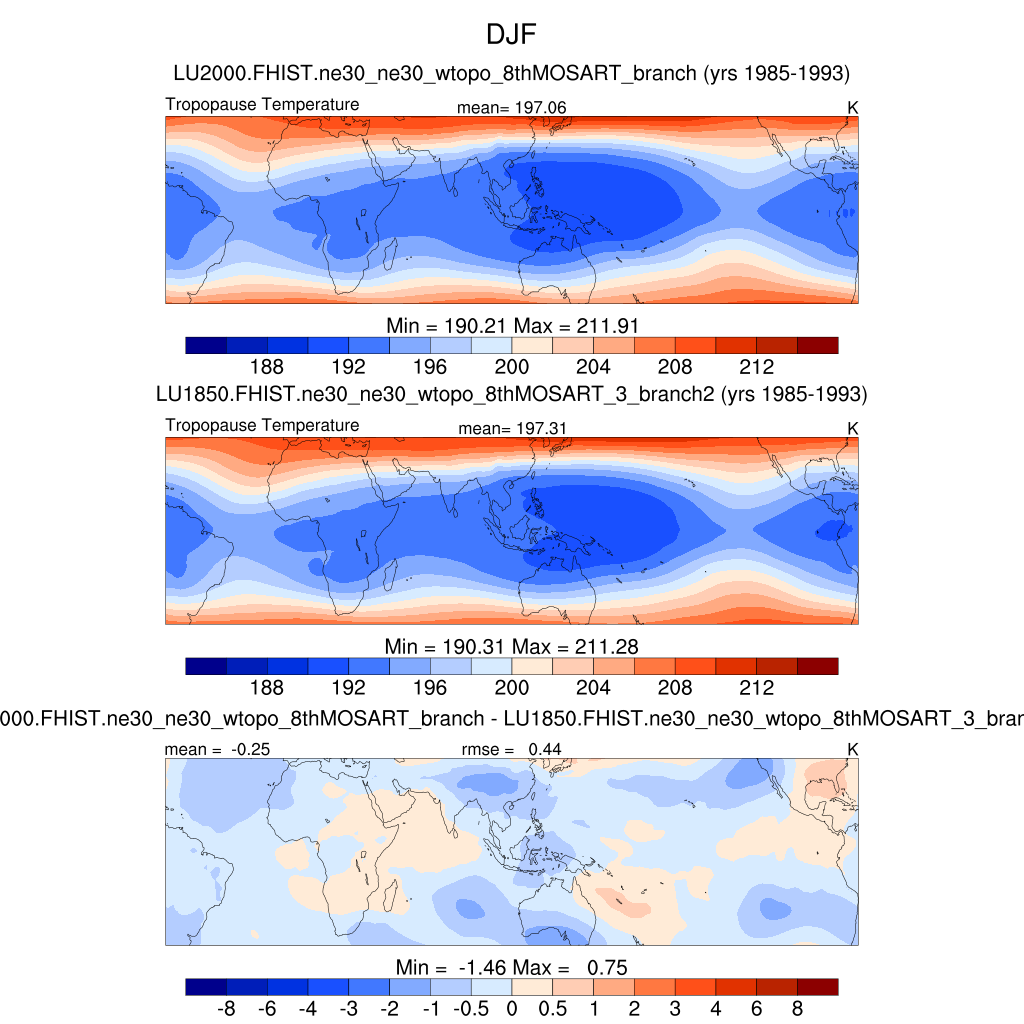 DJF
LU2000.FHIST.ne30_ne30_wtopo_8thMOSART_branch (yrs 1985-1993)
Tropopause Temperature mean= 197.06 K
Min = 190.21 Max = 211.91
188 192 196 200 204 208 212
LU1850.FHIST.ne30_ne30_wtopo_8thMOSART_3_branch2 (yrs 1985-1993)
Tropopause Temperature mean= 197.31 K
Min = 190.31 Max = 211.28
188 192 196 200 204 208 212
000.FHIST.ne30_ne30_wtopo_8thMOSART_branch - LU1850.FHIST.ne30_ne30_wtopo_8thMOSART_3_bran
mean = -0.25 rmse = 0.44 K
Min = -1.46 Max = 0.75
-8 -6 -4 -3 -2 -1 -0.5 0 0.5 1 2 3 4 6 8